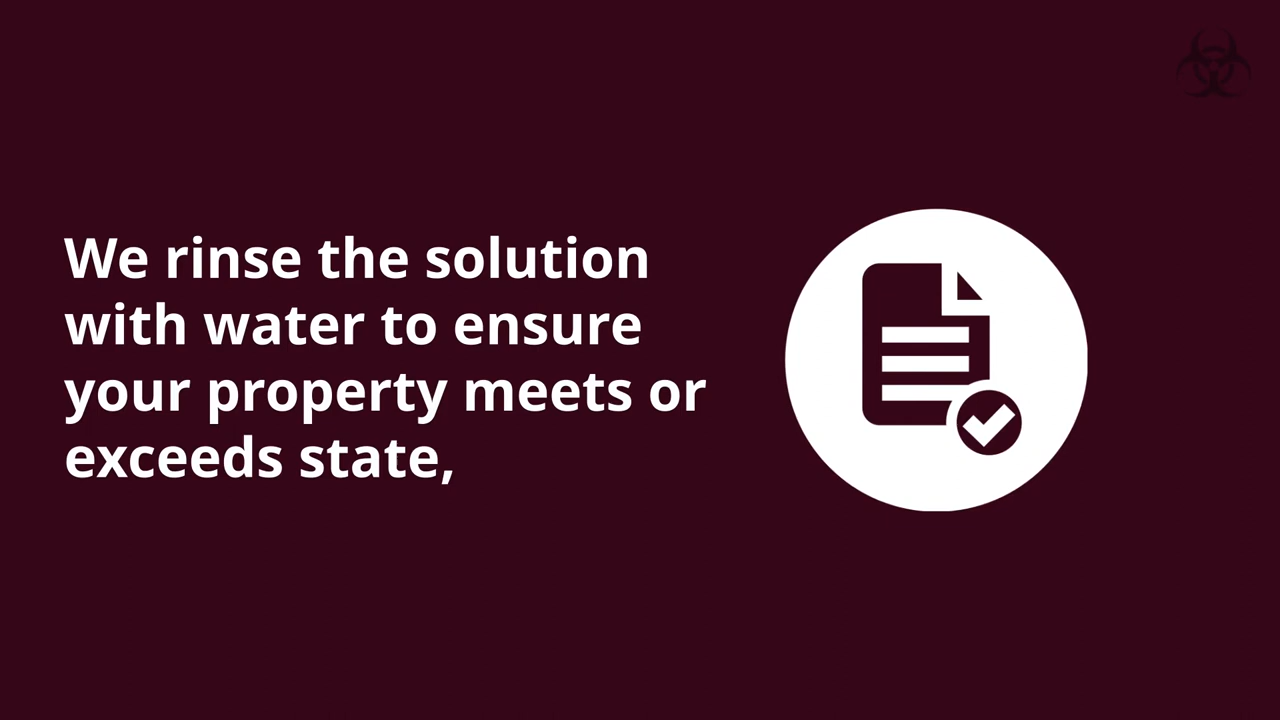 We rinse the solution
with water to ensure
your property meets or
exceeds state,